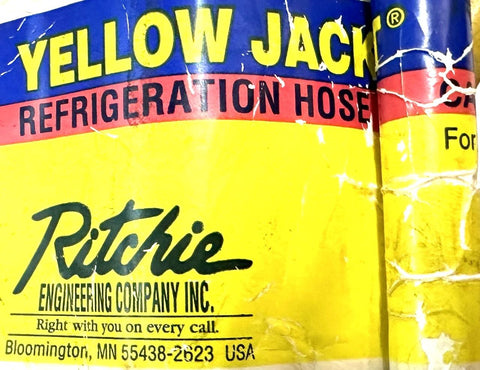 YELLOW JACKET®
REFRIGERATION HOSE
For
Ritchie
ENGINEERING COMPANY INC.
Right with you on every call.
Bloomington, MN 55438-2623 USA